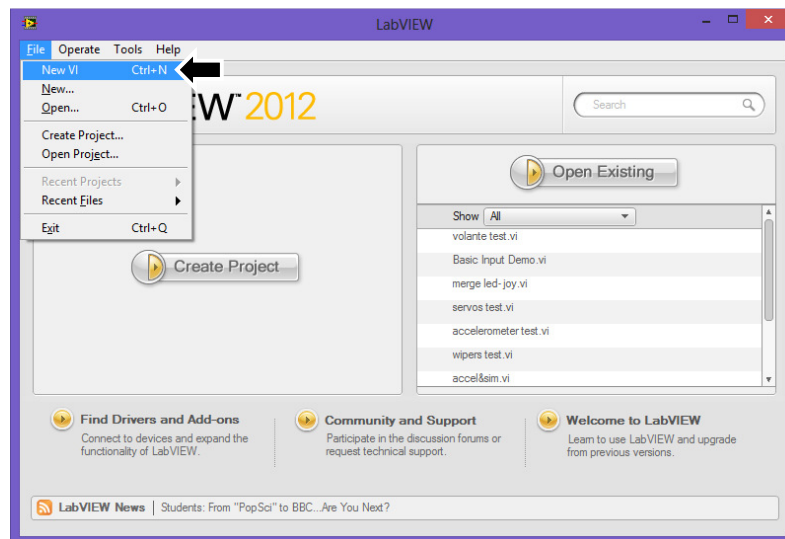 LabVIEW
File Operate Tools Help
New VI Ctrl+N
New...
Open... Ctrl+O
Create Project...
Open Project...
Recent Projects
Recent Files
Exit Ctrl+Q
W™ 2012
Search
Create Project
Open Existing
Show All
volante test.vi
Basic Input Demo.vi
merge led-joy.vi
servos test.vi
accelerometer test.vi
wipers test.vi
accel&sim.vi
Find Drivers and Add-ons
Connect to devices and expand the
functionality of LabVIEW.
Community and Support
Participate in the discussion forums or
request technical support.
Welcome to LabVIEW
Learn to use LabVIEW and upgrade
from previous versions.
LabVIEW News | Students: From "PopSci" to BBC...Are You Next?